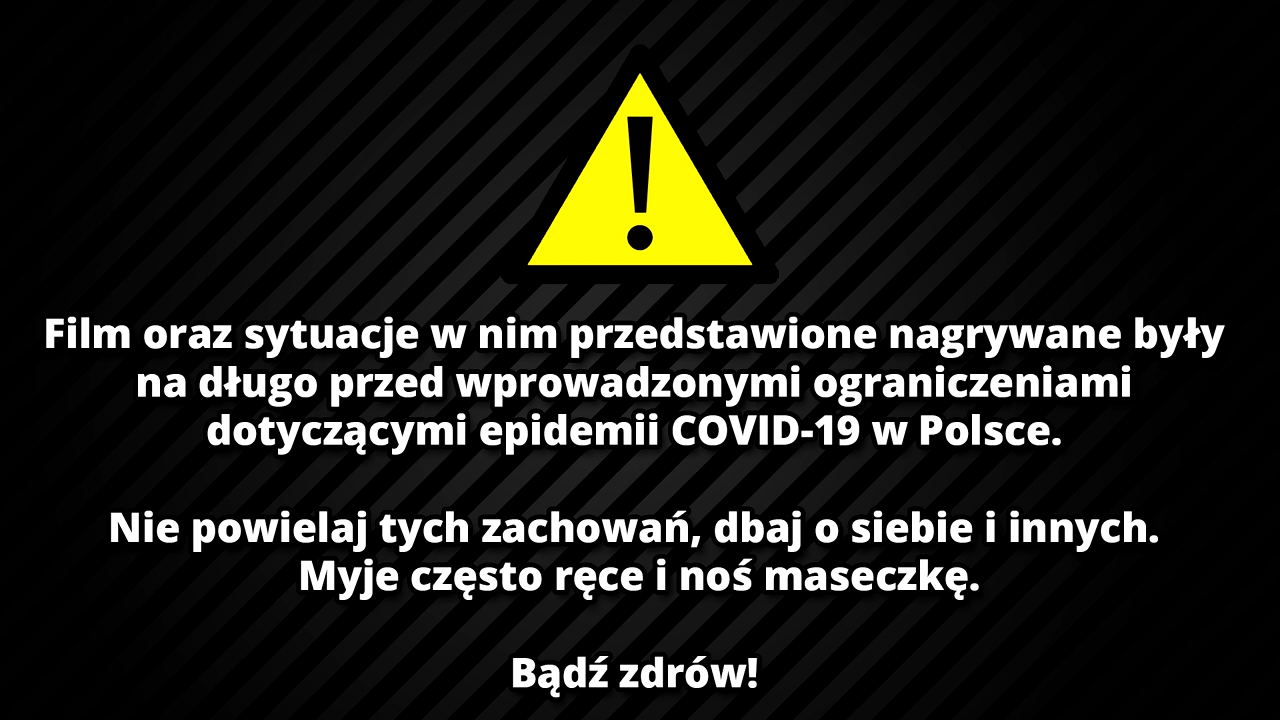 Film oraz sytuacje w nim przedstawione nagrywane były
na długo przed wprowadzonymi ograniczeniami
dotyczącymi epidemii COVID-19 w Polsce.
Nie powielaj tych zachowań, dbaj o siebie i innych.
Myje często ręce i noś maseczkę.
Bądź zdrów!